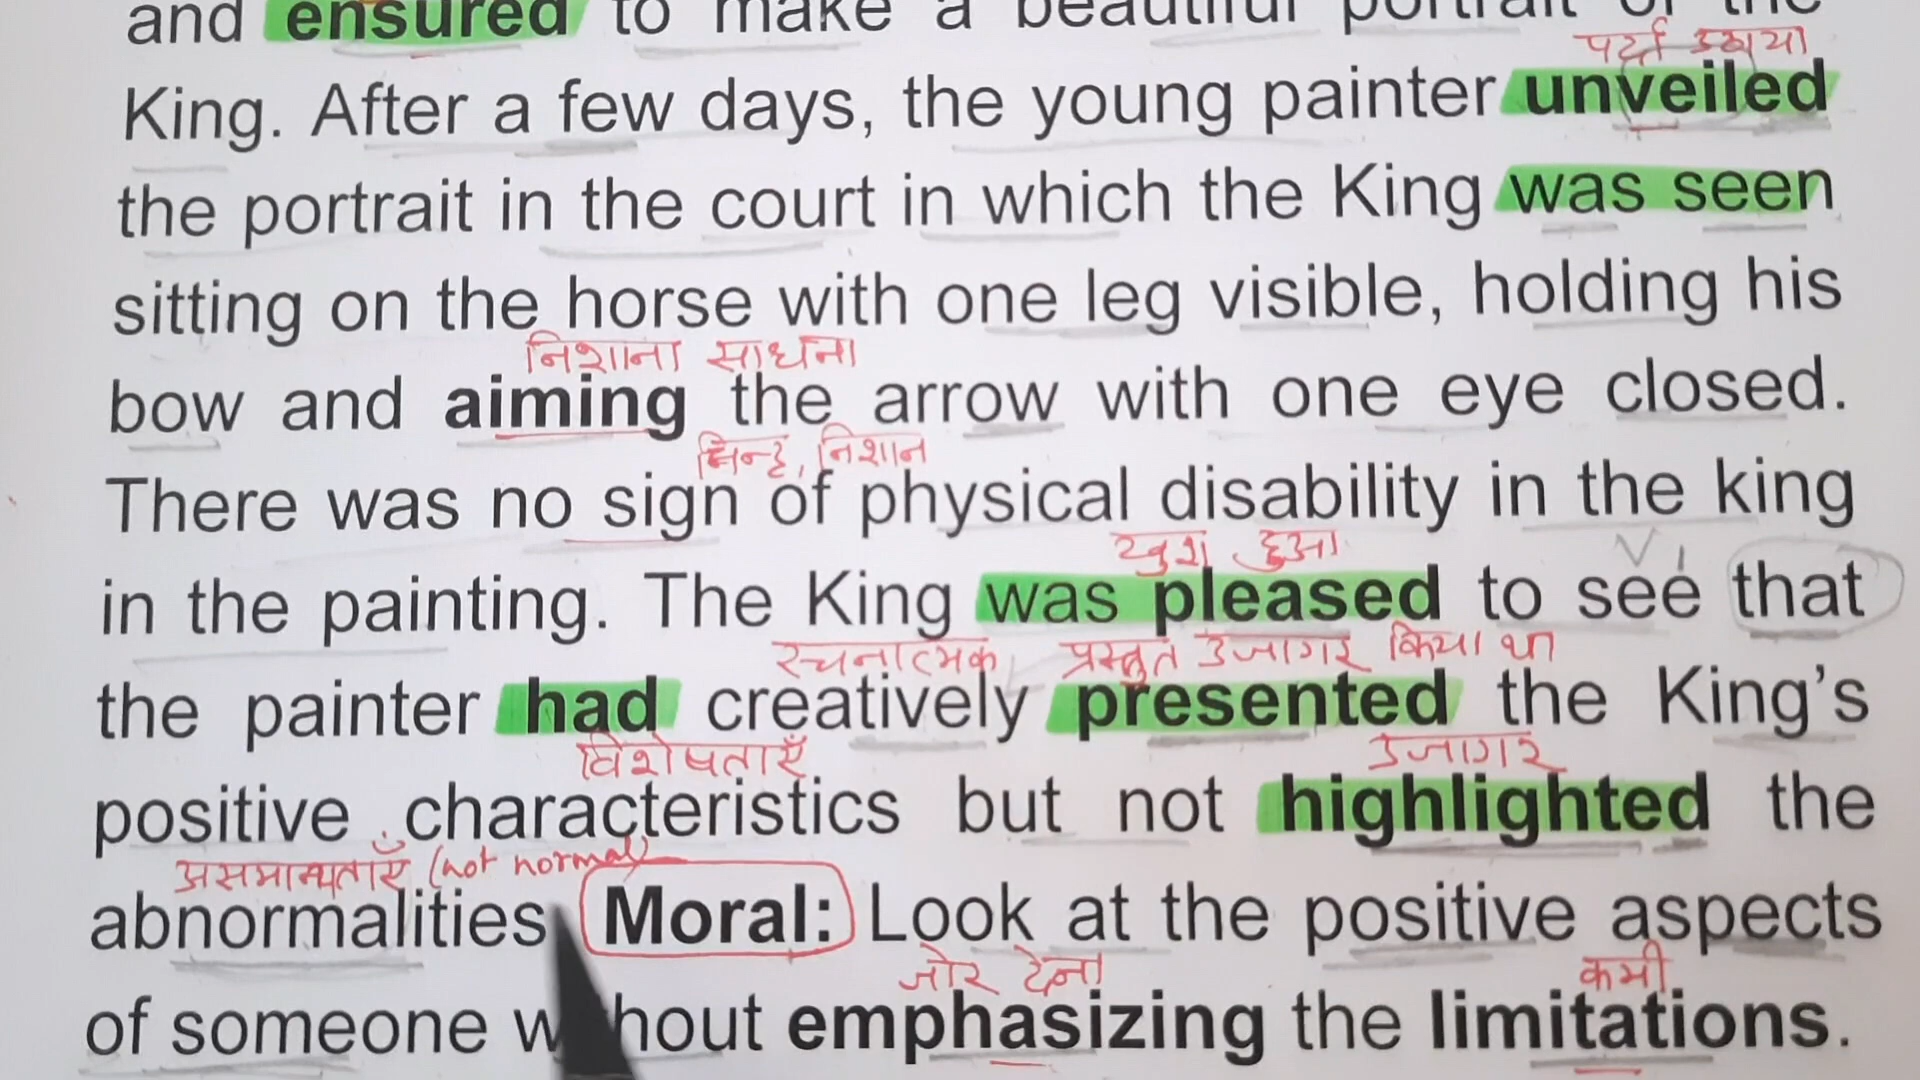 and ensured to make a beautiful portrait of the
पर्दा उठाया
King. After a few days, the young painter unveiled
the portrait in the court in which the King was seen
sitting on the horse with one leg visible, holding his
निशाना साधना
bow and aiming the arrow with one eye closed.
चिन्ह, निशान
There was no sign of physical disability in the king
खुश हुआ
in the painting. The King was pleased to see that
रचनात्मक प्रस्तुत उजागर किया था
the painter had creatively presented the King’s
विशेषताएँ उजागर
positive characteristics but not highlighted the
असमान्यताएँ (not normal)
abnormalities Moral: Look at the positive aspects
जोर देना कमी
of someone w hout emphasizing the limitations.